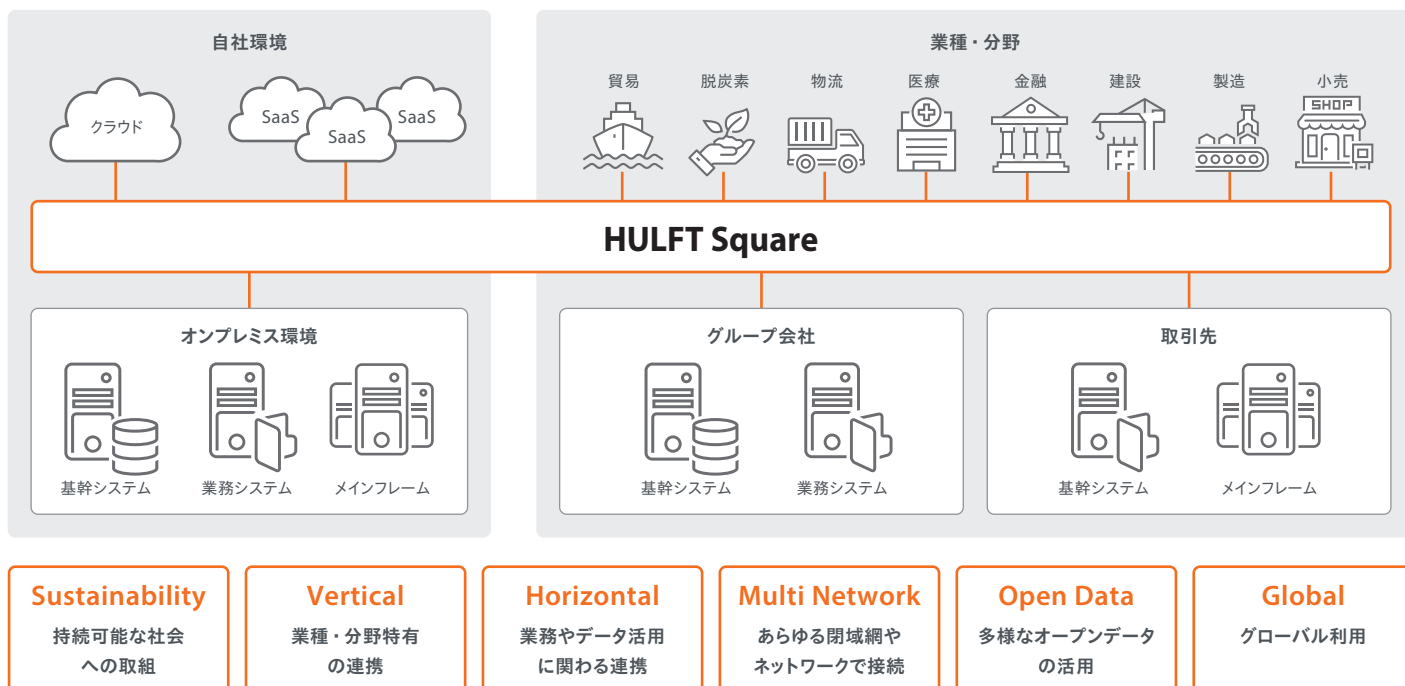 自社環境
クラウド
SaaS
SaaS
SaaS
業種・分野
貿易
脱炭素
物流
医療
金融
建設
製造
小売
SHOP
HULFT Square
オンプレミス環境
基幹システム
業務システム
メインフレーム
グループ会社
基幹システム
業務システム
取引先
基幹システム
メインフレーム
Sustainability
持続可能な社会
への取組
Vertical
業種・分野特有
の連携
Horizontal
業務やデータ活用
に関わる連携
Multi Network
あらゆる閉域網や
ネットワークで接続
Open Data
多様なオープンデータ
の活用
Global
グローバル利用